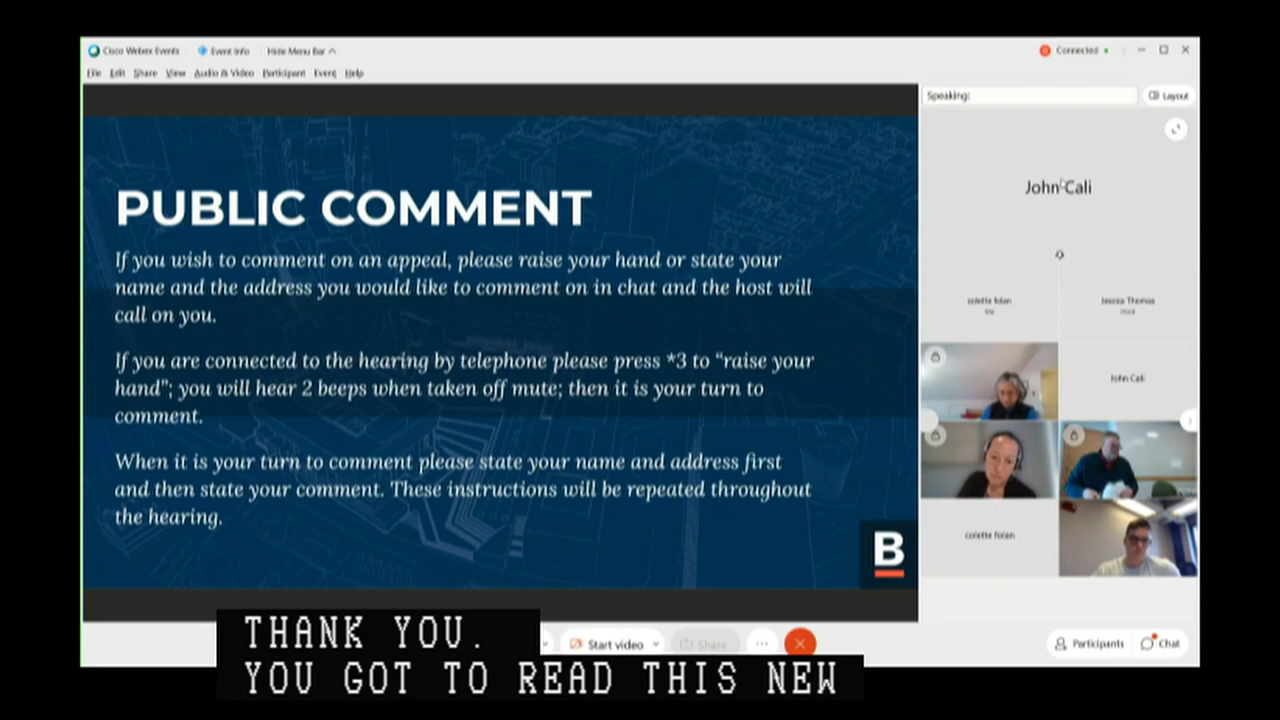 Cisco Webex Events
Event Info
Hide Menu Bar
Connected
File Edit Share View Audio & Video Participant Event Help
Speaking:
Layout
John Cali
PUBLIC COMMENT
If you wish to comment on an appeal, please raise your hand or state your
name and the address you would like to comment on in chat and the host will
call on you.
If you are connected to the hearing by telephone please press *3 to “raise your
hand”; you will hear 2 beeps when taken off mute; then it is your turn to
comment.
When it is your turn to comment please state your name and address first
and then state your comment. These instructions will be repeated throughout
the hearing.
B
colette folan
Me
Jessica Thomas
Host
John Cali
colette folan
Start video
Share
Participants
Chat
THANK YOU.
YOU GOT TO READ THIS NEW